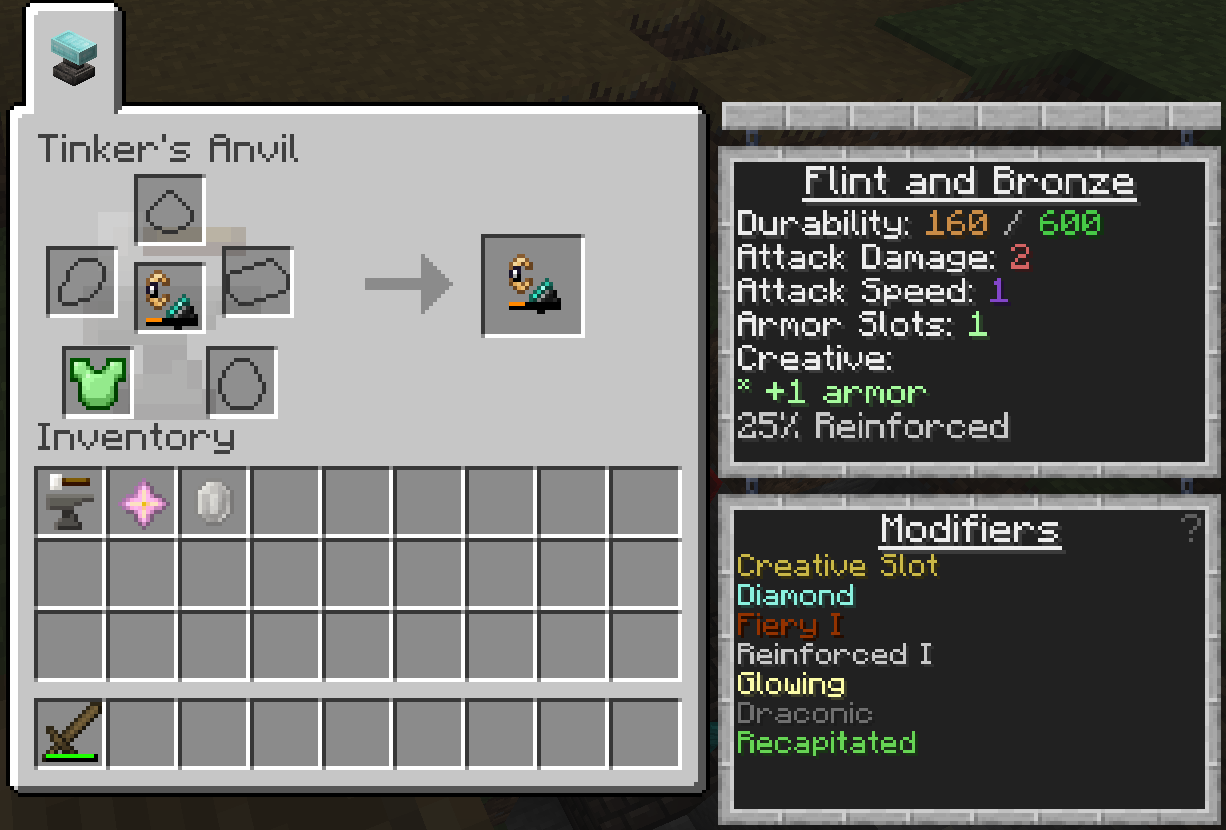 Tinker's Anvil
Inventory
Flint and Bronze
Durability: 160 / 600
Attack Damage: 2
Attack Speed: 1
Armor Slots: 1
Creative:
* +1 armor
25% Reinforced
Modifiers
?
Creative Slot
Diamond
Fiery I
Reinforced I
Glowing
Draconic
Recapitated